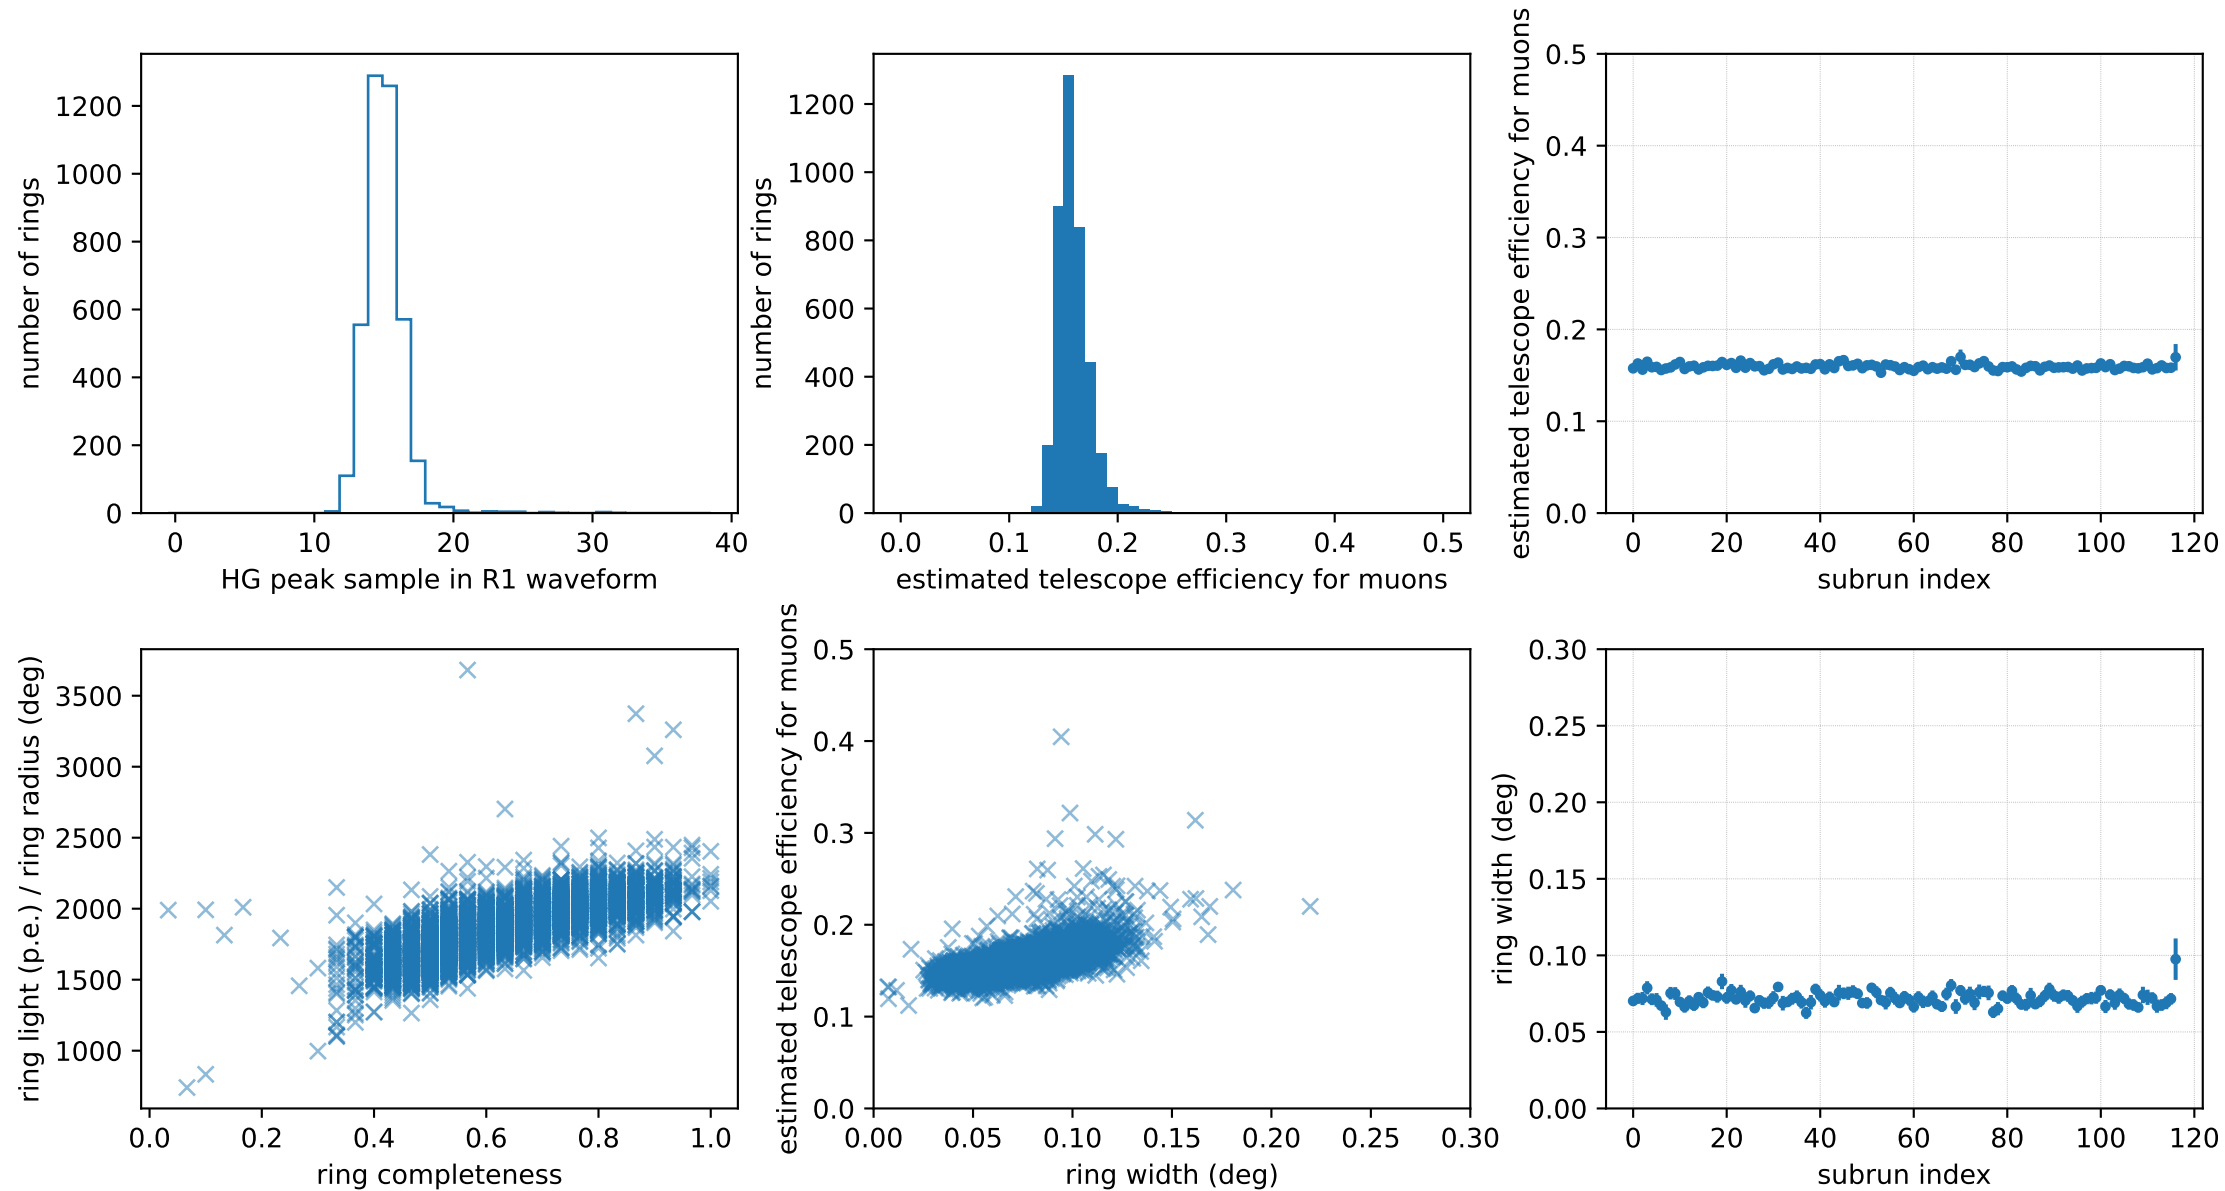 number of rings
1200
1000
800
600
400
200
0
0 10 20 30 40
HG peak sample in R1 waveform
number of rings
1200
1000
800
600
400
200
0
0.0 0.1 0.2 0.3 0.4 0.5
estimated telescope efficiency for muons
estimated telescope efficiency for muons
0.5
0.4
0.3
0.2
0.1
0.0
0 20 40 60 80 100 120
subrun index
ring light (p.e.) / ring radius (deg)
3500
3000
2500
2000
1500
1000
0.0 0.2 0.4 0.6 0.8 1.0
ring completeness
estimated telescope efficiency for muons
0.5
0.4
0.3
0.2
0.1
0.0
0.00 0.05 0.10 0.15 0.20 0.25 0.30
ring width (deg)
ring width (deg)
0.30
0.25
0.20
0.15
0.10
0.05
0.00
0 20 40 60 80 100 120
subrun index